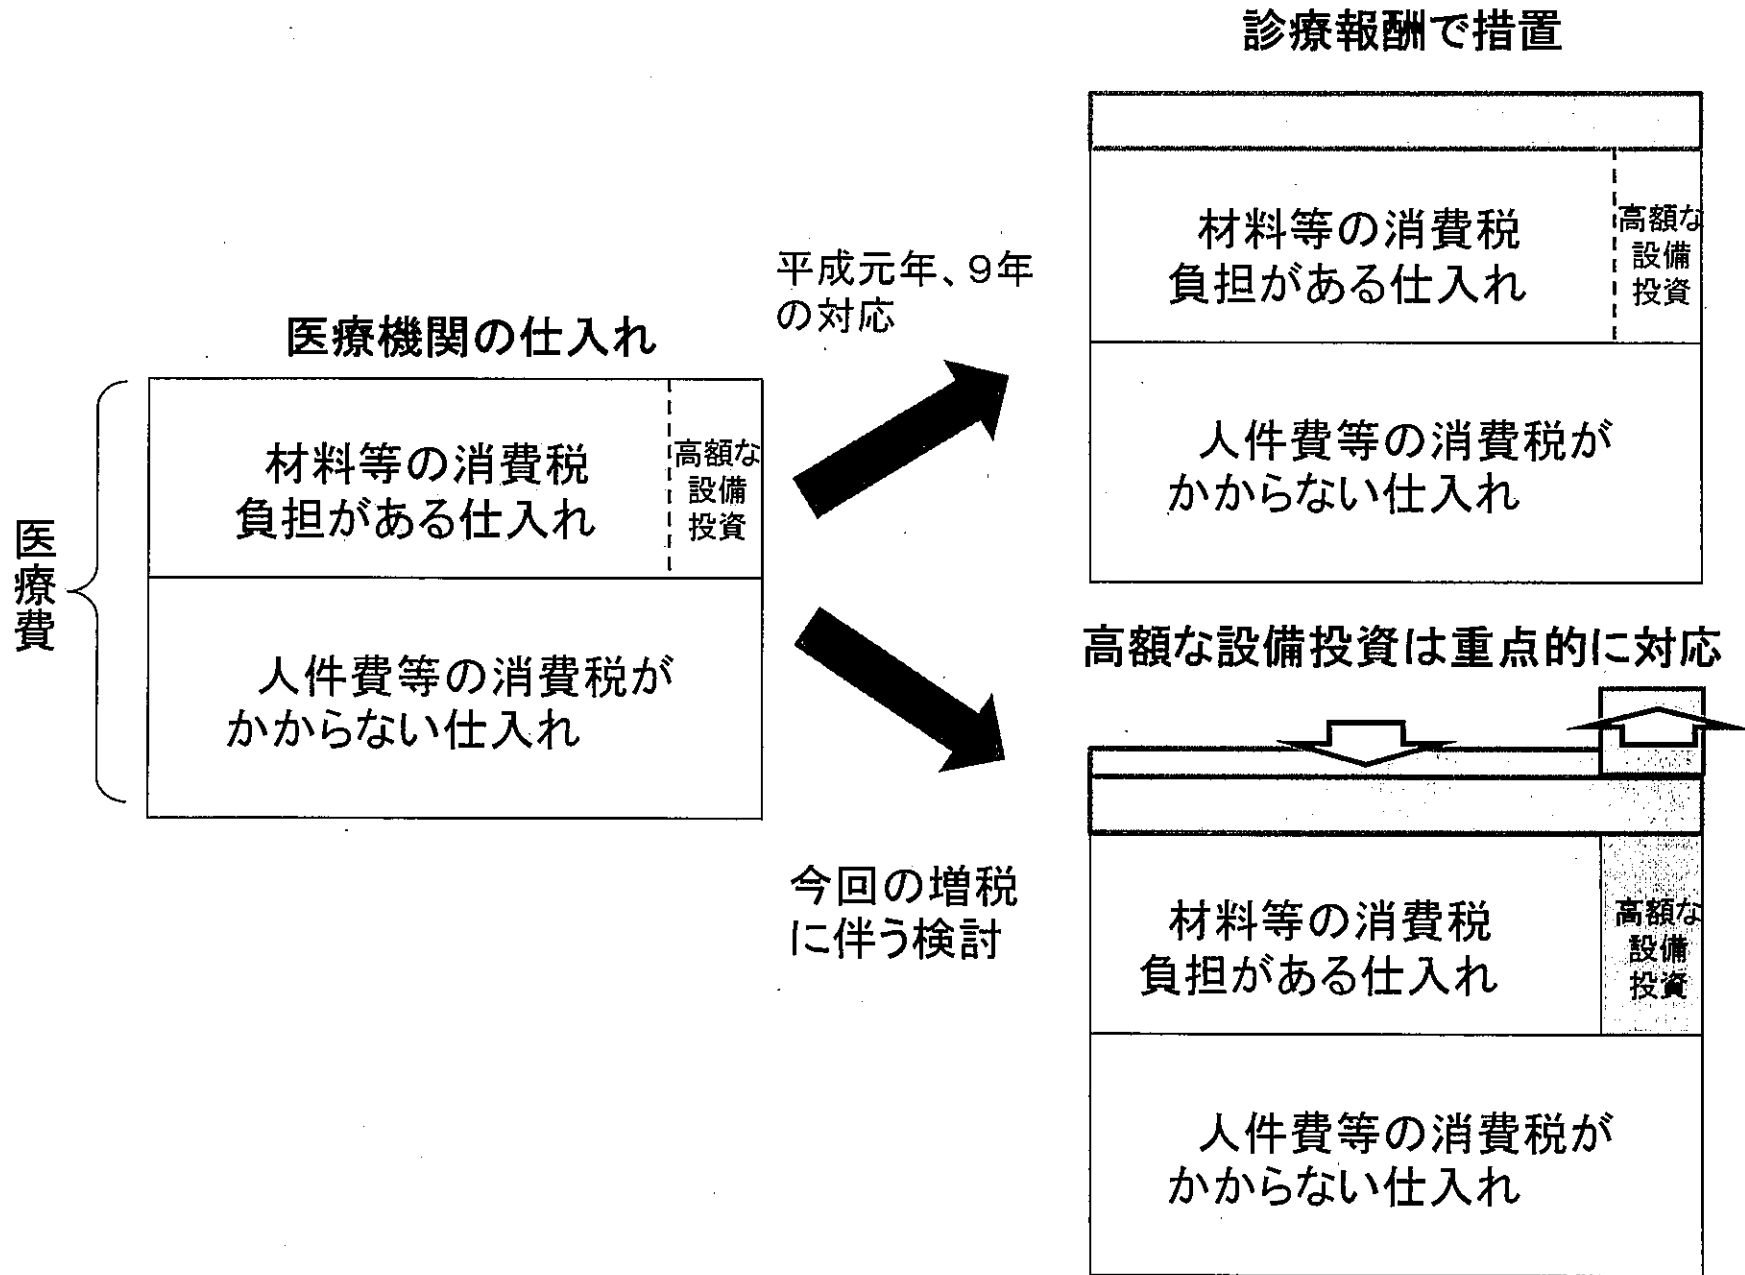 診療報酬で措置
材料等の消費税
負担がある仕入れ
高額な
設備
投資
人件費等の消費税が
かからない仕入れ
平成元年、9年
の対応
医療機関の仕入れ
医療費
材料等の消費税
負担がある仕入れ
高額な
設備
投資
人件費等の消費税が
かからない仕入れ
今回の増税
に伴う検討
高額な設備投資は重点的に対応
材料等の消費税
負担がある仕入れ
高額な
設備
投資
人件費等の消費税が
かからない仕入れ